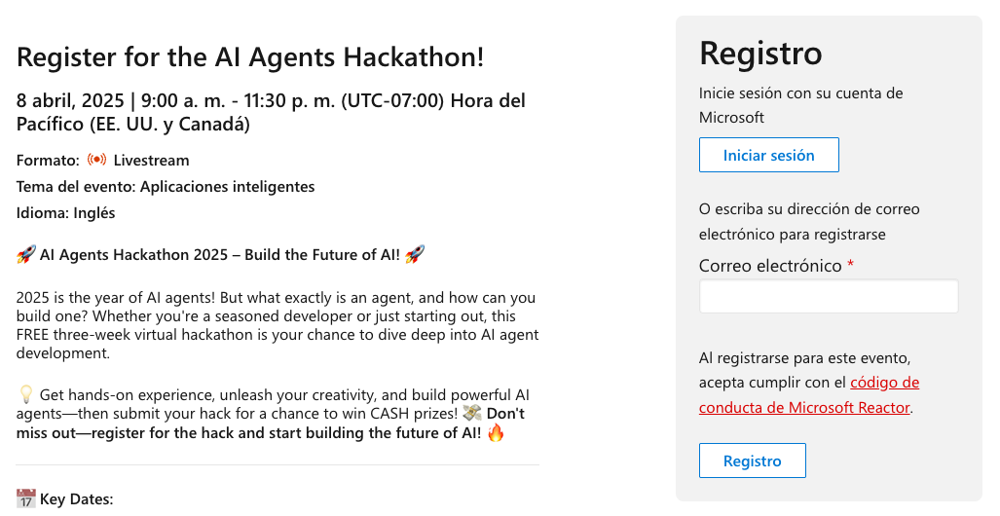 Register for the AI Agents Hackathon!
8 abril, 2025 | 9:00 a. m. - 11:30 p. m. (UTC-07:00) Hora del
Pacífico (EE. UU. y Canadá)
Formato: Livestream
Tema del evento: Aplicaciones inteligentes
Idioma: Inglés
🚀 AI Agents Hackathon 2025 – Build the Future of AI! 🚀
2025 is the year of AI agents! But what exactly is an agent, and how can you
build one? Whether you're a seasoned developer or just starting out, this
FREE three-week virtual hackathon is your chance to dive deep into AI agent
development.
💡 Get hands-on experience, unleash your creativity, and build powerful AI
agents—then submit your hack for a chance to win CASH prizes! 💸 Don't
miss out—register for the hack and start building the future of AI! 🔥
📅 Key Dates:
Registro
Inicie sesión con su cuenta de
Microsoft
Iniciar sesión
O escriba su dirección de correo
electrónico para registrarse
Correo electrónico *
Al registrarse para este evento,
acepta cumplir con el código de
conducta de Microsoft Reactor.
Registro